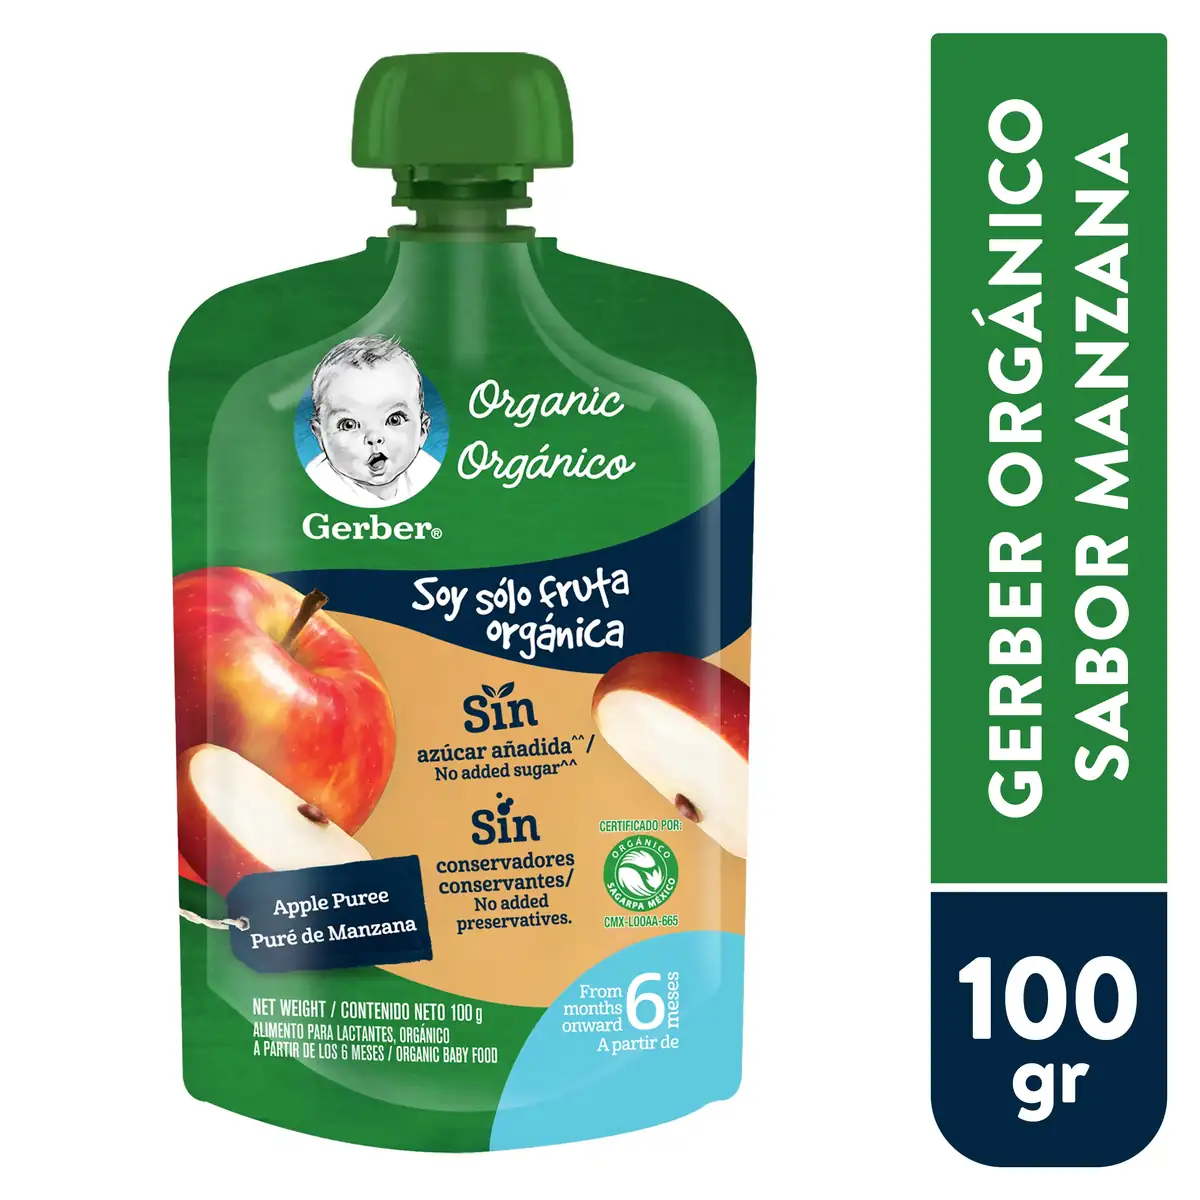 Organic
Orgánico
Gerber®
Soy sólo fruta
orgánica
Sin
azúcar añadida^^/
No added sugar^^
Sin
conservadores
conservantes/
No added
preservatives.
CERTIFICADO POR:
ORGÁNICO
SAGARPA MÉXICO
CMX-LOOAA-665
Apple Puree
Puré de Manzana
NET WEIGHT / CONTENIDO NETO 100 g
ALIMENTO PARA LACTANTES, ORGÁNICO
A PARTIR DE LOS 6 MESES / ORGANIC BABY FOOD
From
months
onward
6
meses
A partir de
GERBER ORGÁNICO
SABOR MANZANA
100
gr